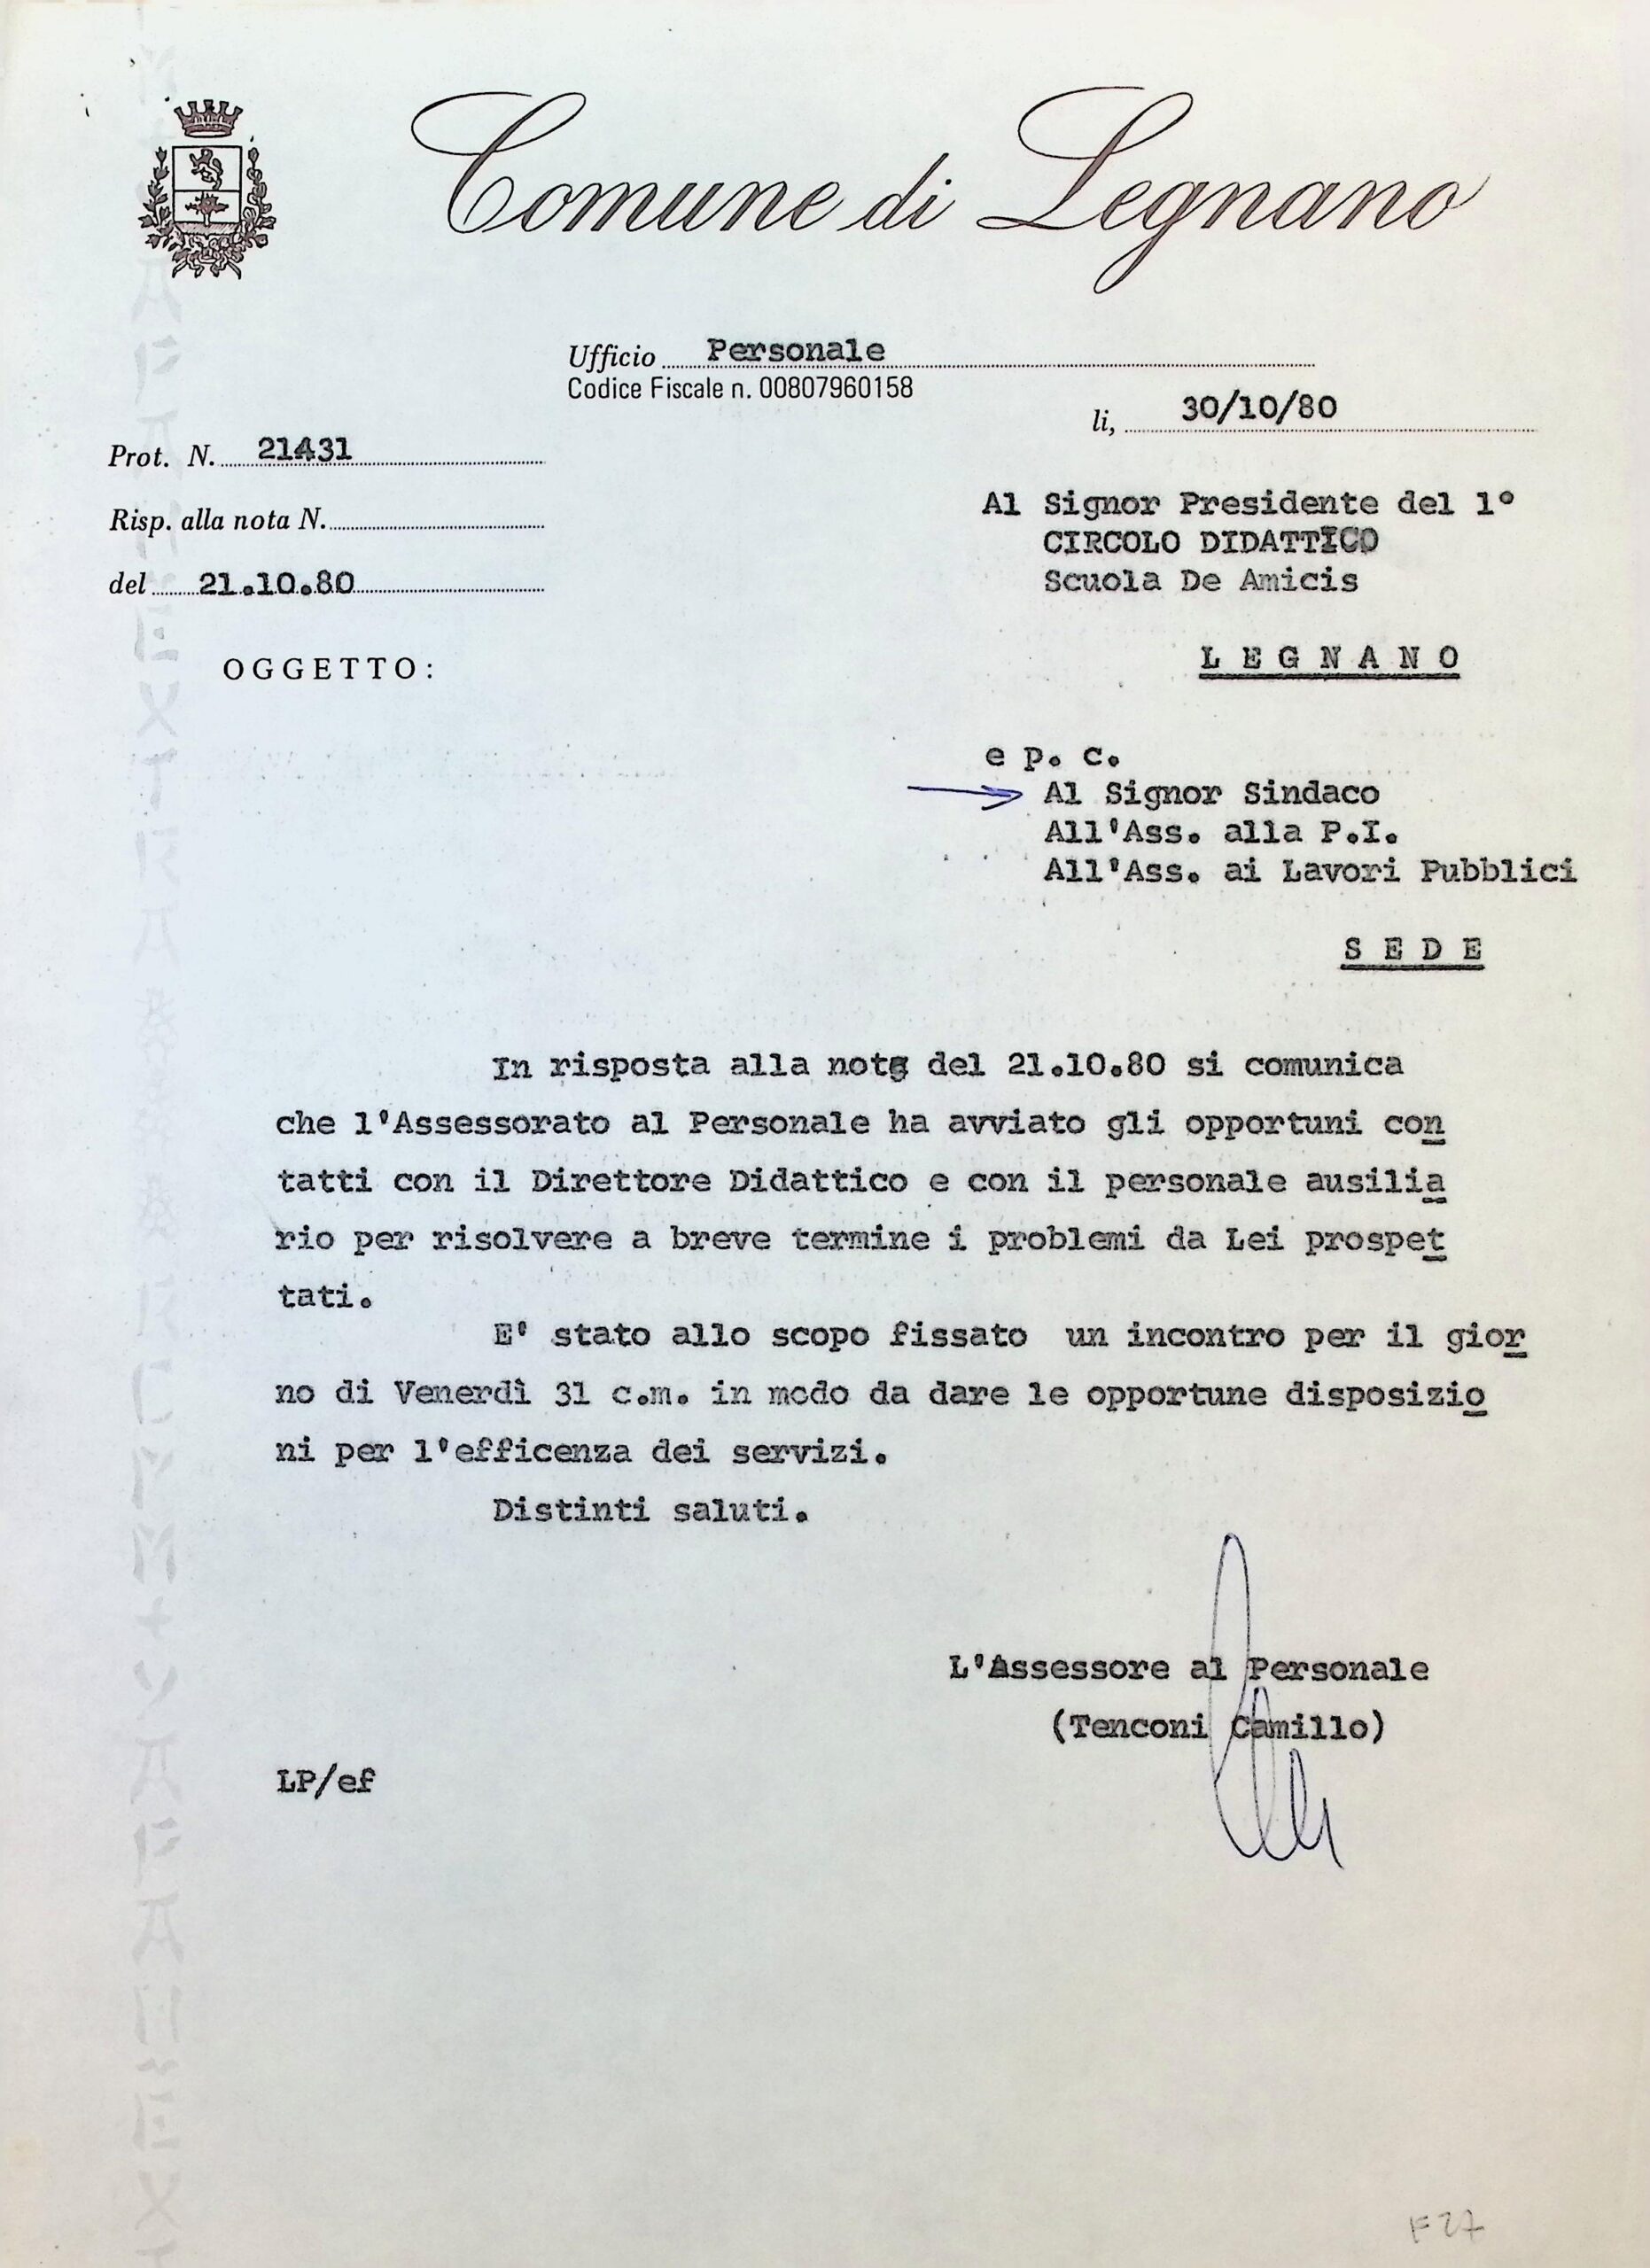 Comune di Legnano
Ufficio Personale
Codice Fiscale n. 00807960158
li, 30/10/80
Prot. N. 21431
Risp. alla nota N.
del 21.10.80
Al Signor Presidente del 1°
CIRCOLO DIDATTICO
Scuola De Amicis
LEGNANO
OGGETTO:
e p. c.
Al Signor Sindaco
All'Ass. alla P.I.
All'Ass. ai Lavori Pubblici
SEDE
In risposta alla nota del 21.10.80 si comunica
che l'Assessorato al Personale ha avviato gli opportuni con
tatti con il Direttore Didattico e con il personale ausilia
rio per risolvere a breve termine i problemi da Lei prospet
tati.
E' stato allo scopo fissato un incontro per il gior
no di Venerdì 31 c.m. in modo da dare le opportune disposizio
ni per l'efficenza dei servizi.
Distinti saluti.
L'Assessore al Personale
(Tenconi Camillo)
LP/ef
F27